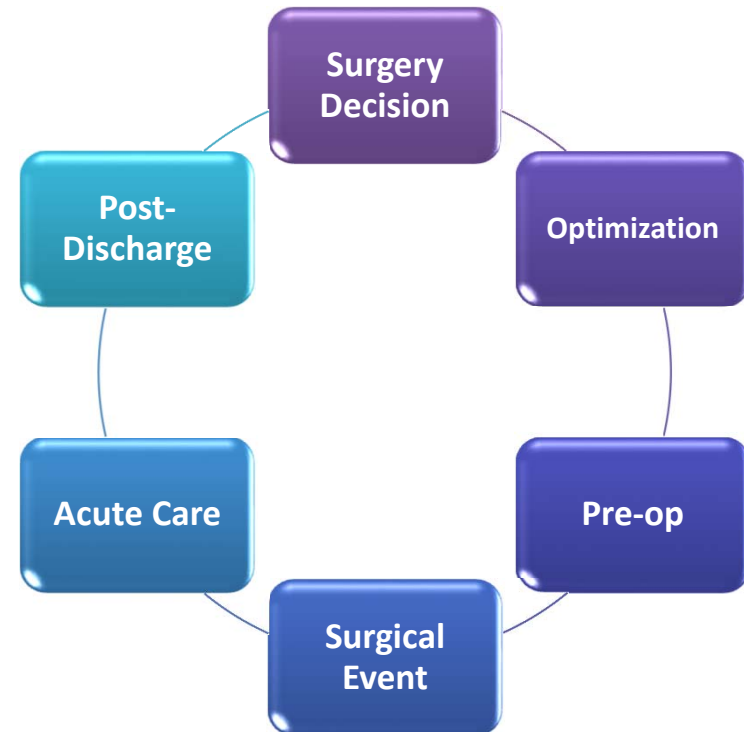 Surgery
Decision
Optimization
Pre-op
Surgical
Event
Acute Care
Post-
Discharge